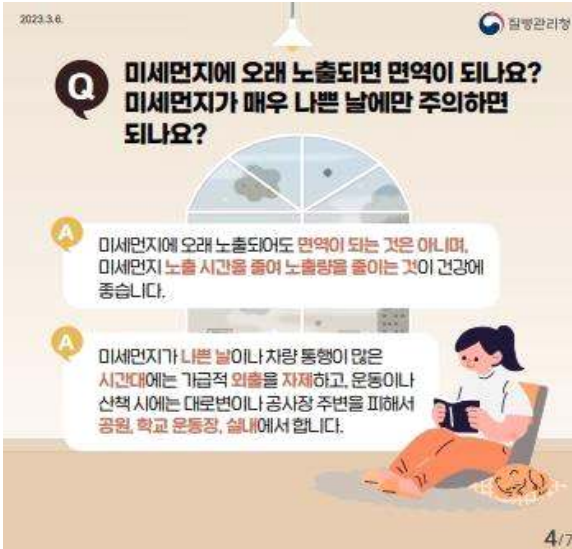 2023.3.6.
질병관리청
Q
미세먼지에 오래 노출되면 면역이 되나요?
미세먼지가 매우 나쁜 날에만 주의하면
되나요?
A
미세먼지에 오래 노출되어도 면역이 되는 것은 아니며,
미세먼지 노출 시간을 줄여 노출량을 줄이는 것이 건강에
좋습니다.
A
미세먼지가 나쁜 날이나 차량 통행이 많은
시간대에는 가급적 외출을 자제하고, 운동이나
산책 시에는 대로변이나 공사장 주변을 피해서
공원, 학교 운동장, 실내에서 합니다.
4/7